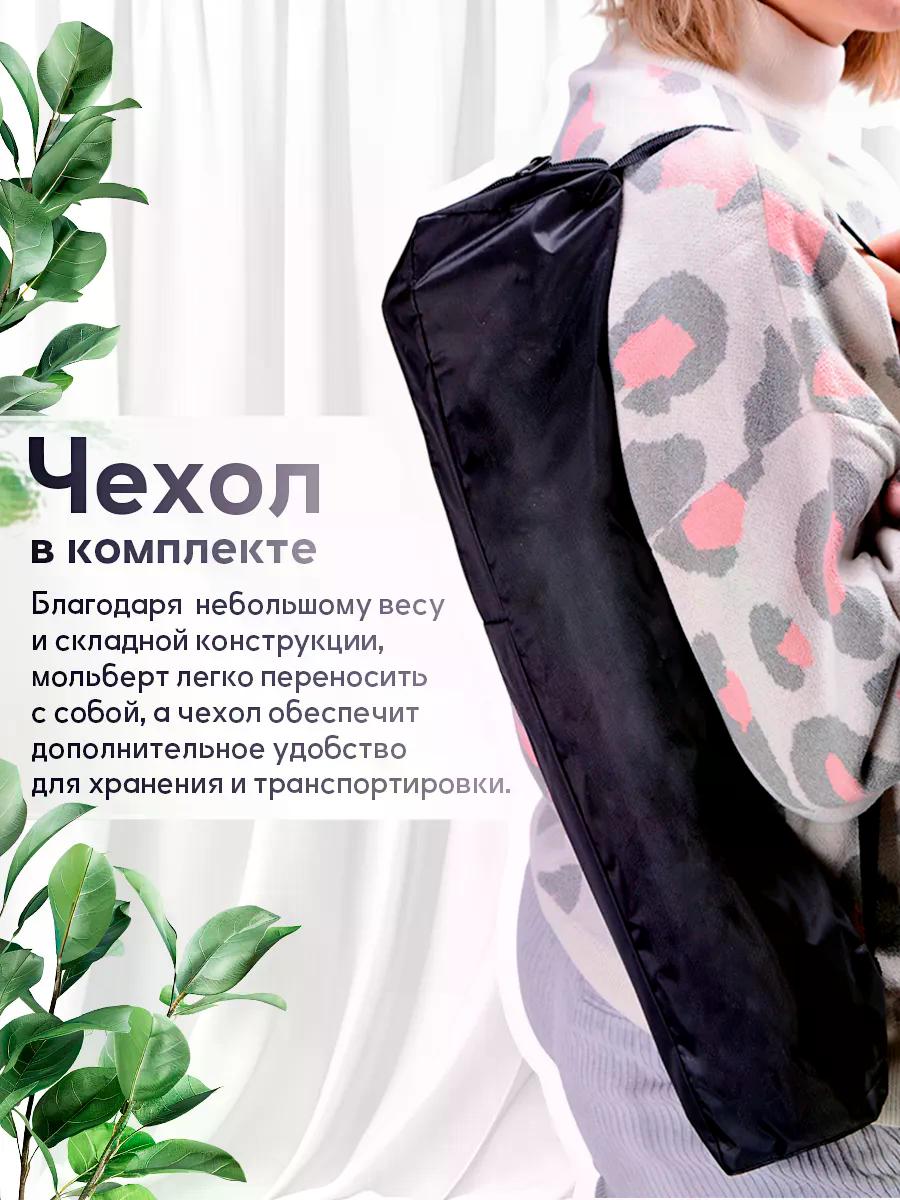 Чехол
в комплекте
Благодаря небольшому весу
и складной конструкции,
мольберт легко переносить
с собой, а чехол обеспечит
дополнительное удобство
для хранения и транспортировки.